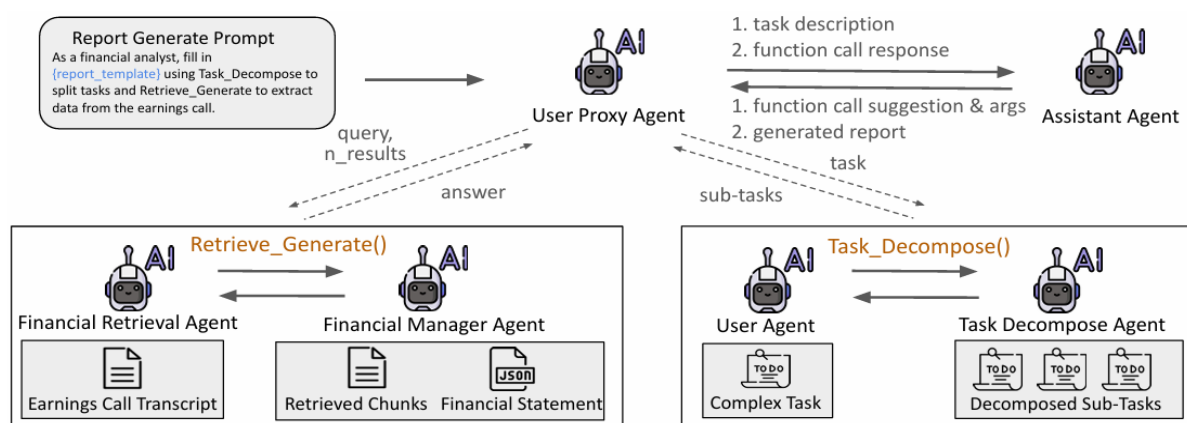 Report Generate Prompt
As a financial analyst, fill in
{report_template} using Task_Decompose to
split tasks and Retrieve_Generate to extract
data from the earnings call.
AI
User Proxy Agent
1. task description
2. function call response
1. function call suggestion & args
2. generated report
AI
Assistant Agent
query,
n_results
answer
task
sub-tasks
Retrieve_Generate()
AI
Financial Retrieval Agent
AI
Financial Manager Agent
Earnings Call Transcript
Retrieved Chunks
JSON
Financial Statement
Task_Decompose()
AI
User Agent
AI
Task Decompose Agent
TO DO
Complex Task
TO DO
TO DO
TO DO
Decomposed Sub-Tasks